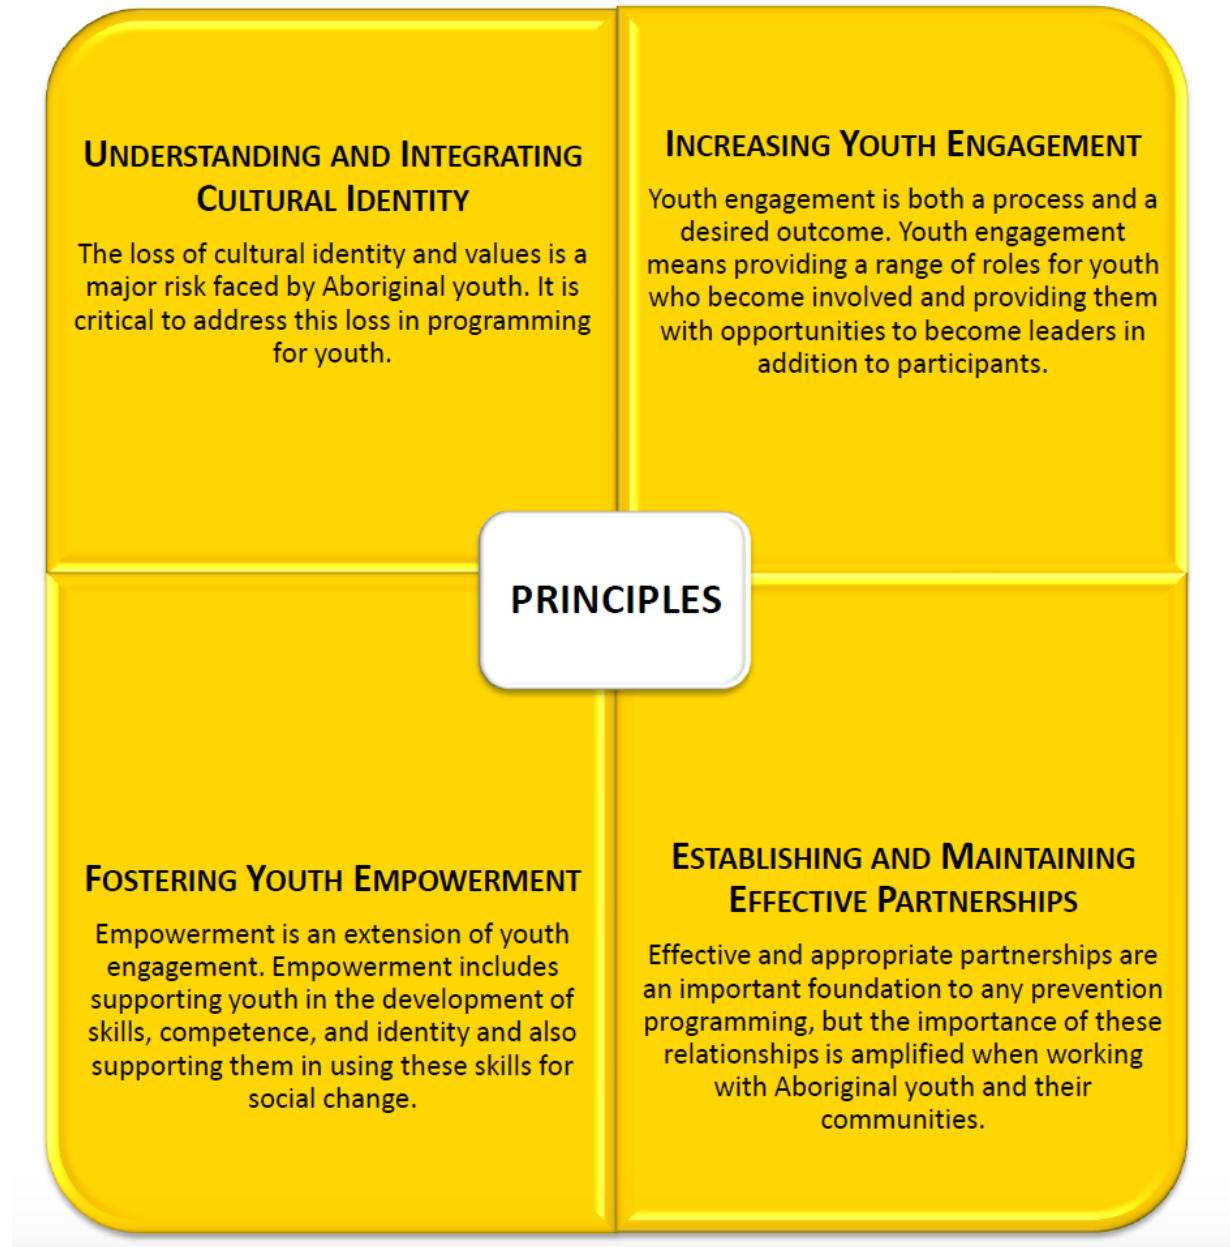 UNDERSTANDING AND INTEGRATING
CULTURAL IDENTITY
The loss of cultural identity and values is a
major risk faced by Aboriginal youth. It is
critical to address this loss in programming
for youth.
INCREASING YOUTH ENGAGEMENT
Youth engagement is both a process and a
desired outcome. Youth engagement
means providing a range of roles for youth
who become involved and providing them
with opportunities to become leaders in
addition to participants.
PRINCIPLES
FOSTERING YOUTH EMPOWERMENT
Empowerment is an extension of youth
engagement. Empowerment includes
supporting youth in the development of
skills, competence, and identity and also
supporting them in using these skills for
social change.
ESTABLISHING AND MAINTAINING
EFFECTIVE PARTNERSHIPS
Effective and appropriate partnerships are
an important foundation to any prevention
programming, but the importance of these
relationships is amplified when working
with Aboriginal youth and their
communities.